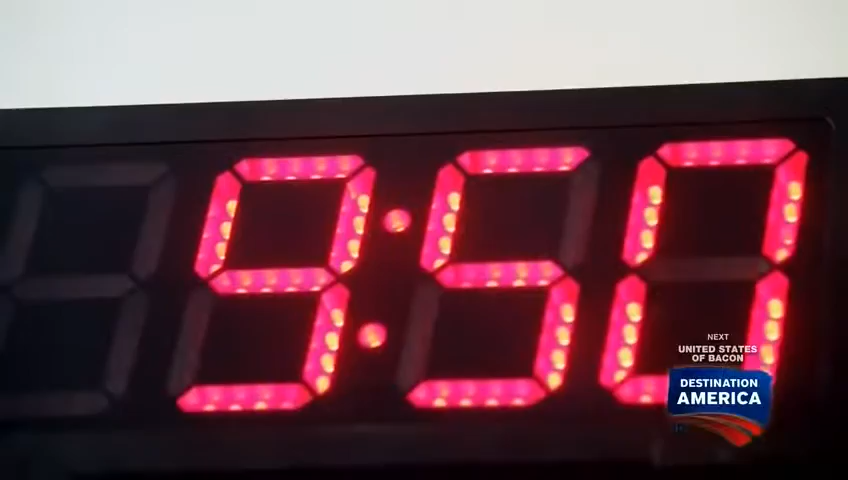 9:50
NEXT
UNITED STATES
OF BACON
DESTINATION
AMERICA